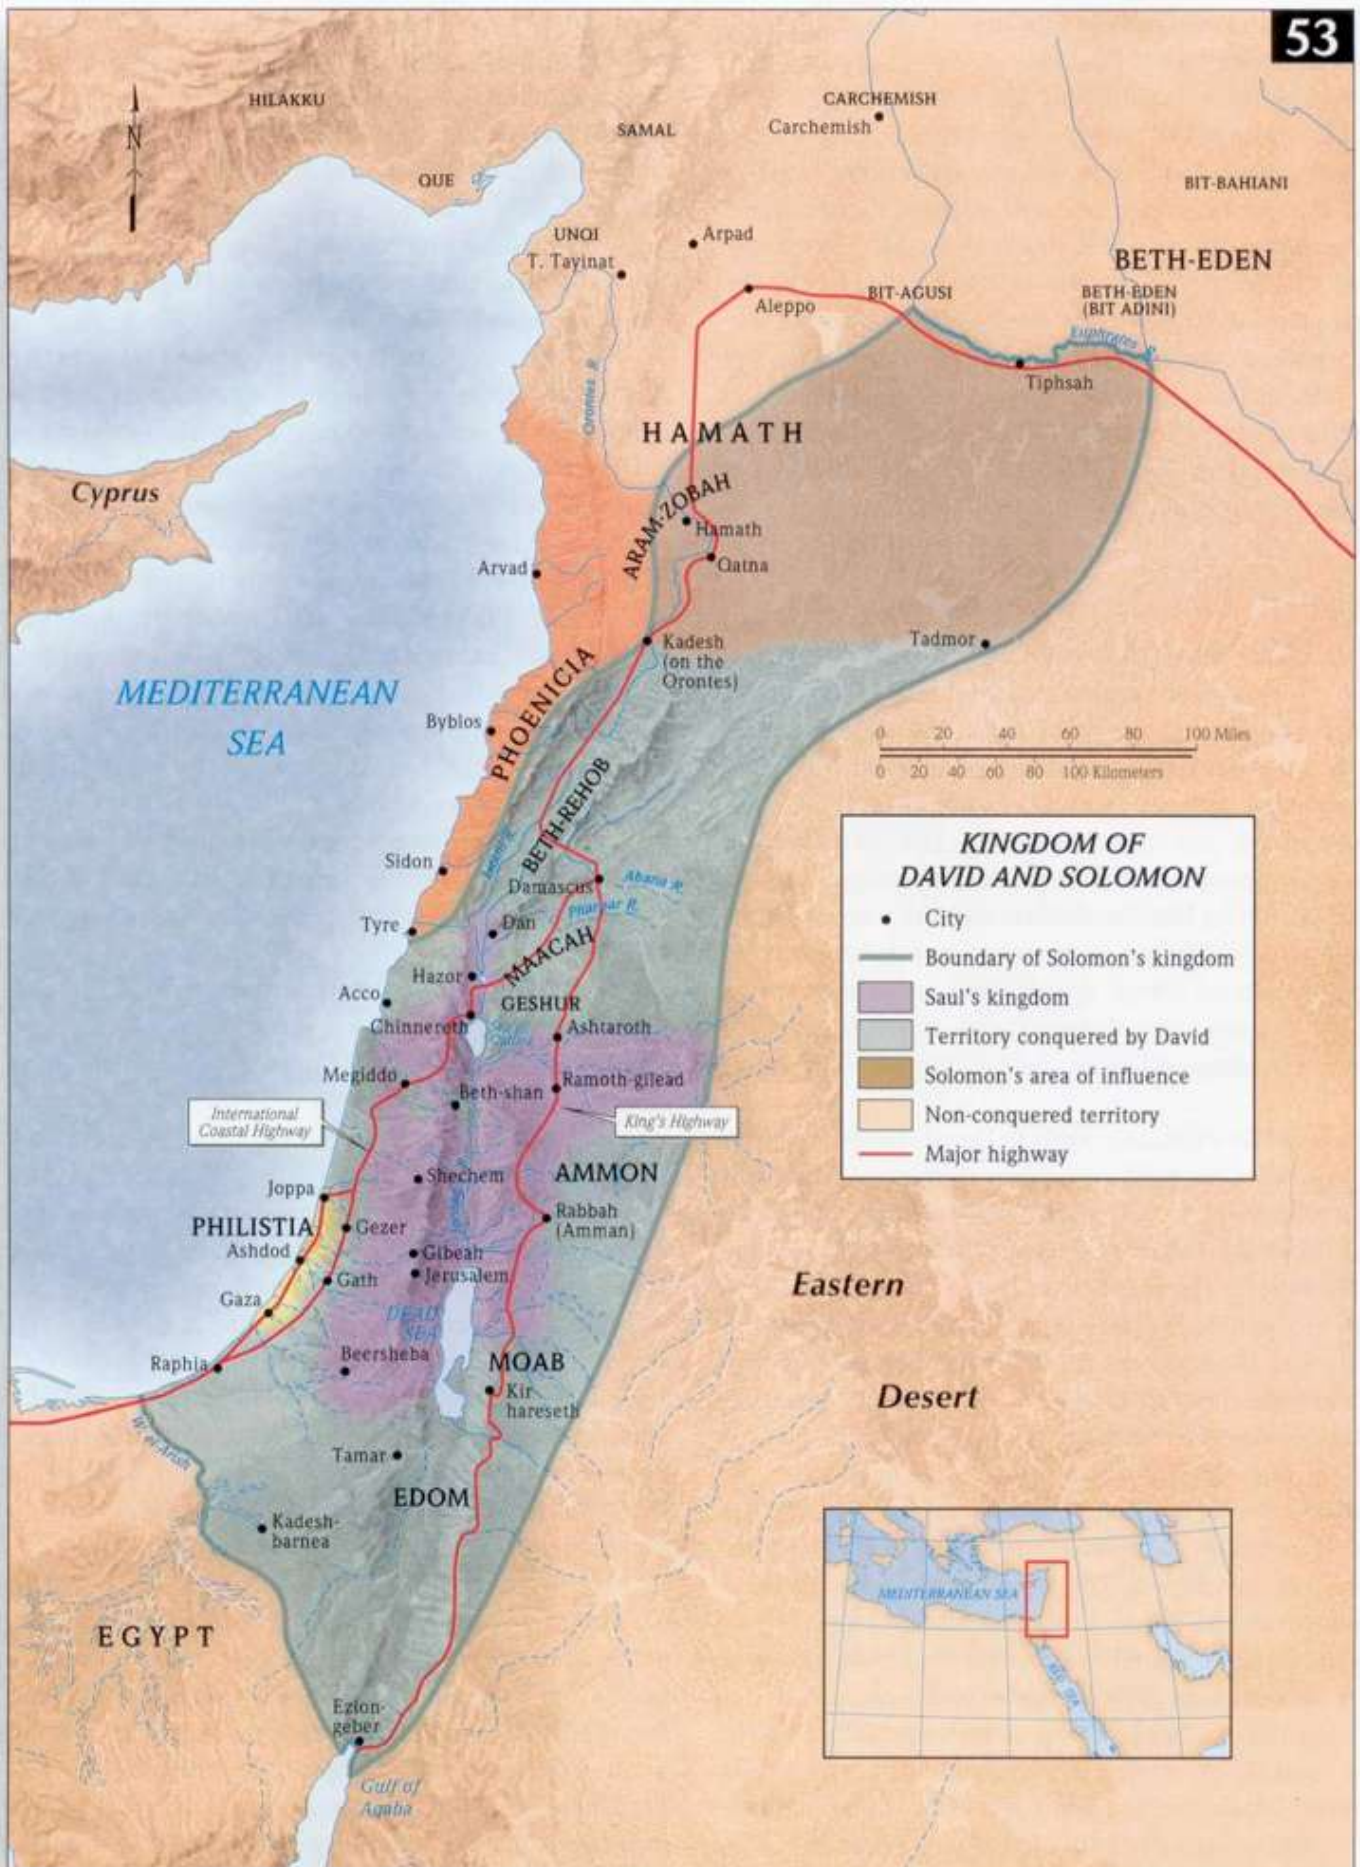 53
HILAKKU
CARCHEMISH
Carchemish
SAMAL
N
QUE
BIT-BAHIANI
UNQI
T. Tayinat
Arpad
BETH-EDEN
BIT-AGUSI
BETH-EDEN
(BIT ADINI)
Aleppo
Euphrates R.
Tiphsah
Orontes R.
HAMATH
Cyprus
ARAM-ZOBAH
Hamath
Qatna
Arvad
Kadesh
(on the
Orontes)
Tadmor
MEDITERRANEAN
SEA
PHOENICIA
Byblos
0 20 40 60 80 100 Miles
0 20 40 60 80 100 Kilometers
BETH-REHOB
KINGDOM OF
DAVID AND SOLOMON
City
Boundary of Solomon's kingdom
Saul's kingdom
Territory conquered by David
Solomon's area of influence
Non-conquered territory
Major highway
Sidon
Litani R.
Damascus
Abana R.
Pharpar R.
Tyre
Dan
MAACAH
Hazor
Acco
GESHUR
Chinnereth
Ashtaroth
Megiddo
Beth-shan
Ramoth-gilead
International
Coastal Highway
King's Highway
Shechem
AMMON
Joppa
PHILISTIA
Gezer
Rabbah
(Amman)
Ashdod
Gibeah
Jerusalem
Gath
Gaza
DEAD
SEA
Eastern
Desert
Raphia
Beersheba
MOAB
Kir
hareseth
W. el-Arish
Tamar
EDOM
Kadesh-
barnea
EGYPT
MEDITERRANEAN SEA
RED SEA
Ezion-
geber
Gulf of
Aqaba